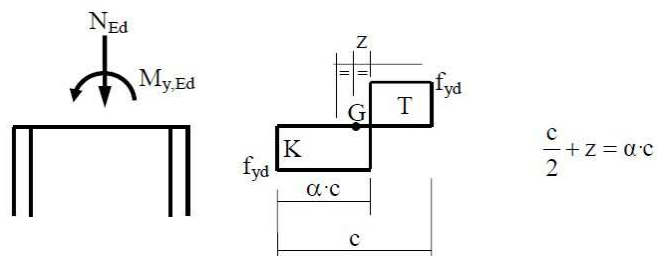 N_Ed
M_y,Ed
z
= =
G
T
f_yd
K
f_yd
α·c
c
c/2 + z = α·c